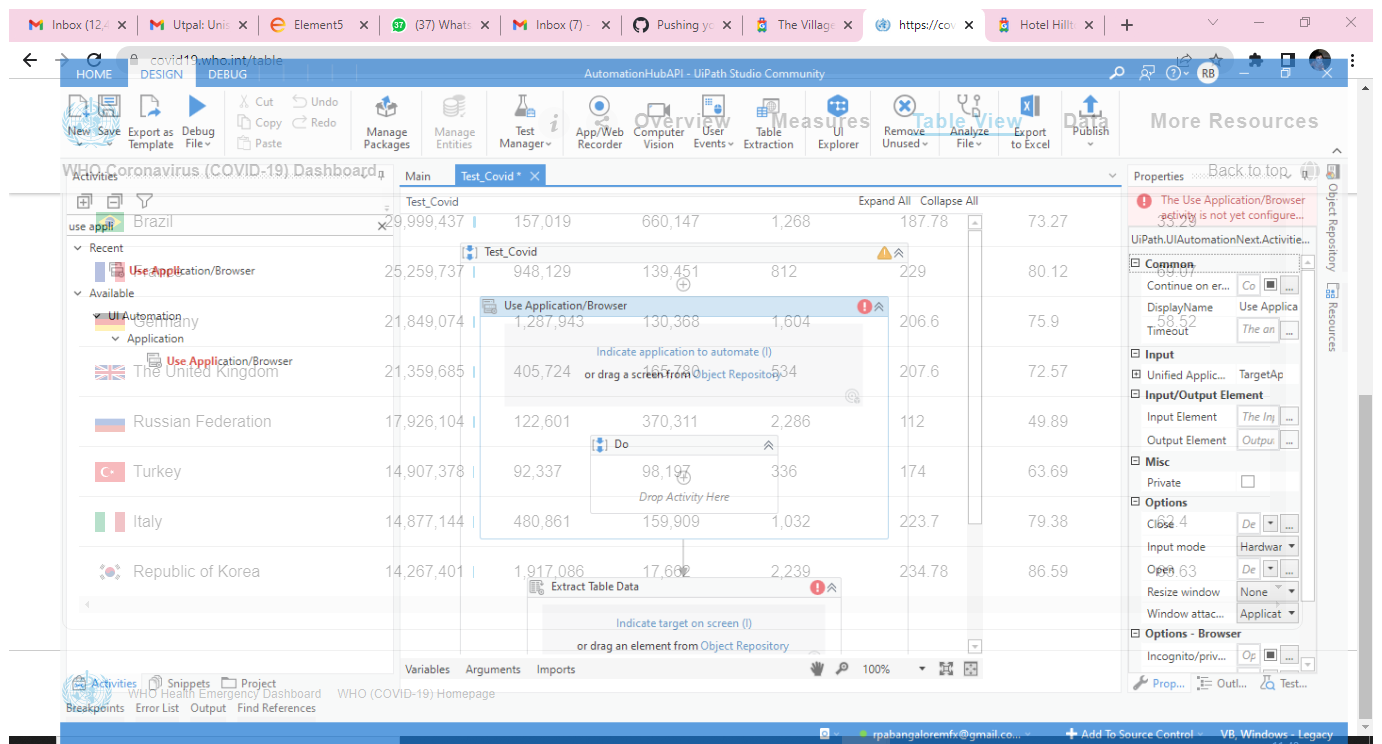 Inbox (12,4
Utpal: Unis
Element5
(37) Whats
Inbox (7) -
Pushing yo
The Village
https://cov
Hotel Hillto
covid19.who.int/table
HOME DESIGN DEBUG
AutomationHubAPI - UiPath Studio Community
RB
New Save Export as Template Debug File
Cut Copy Paste Undo Redo
Manage Packages
Manage Entities
Test Manager
App/Web Recorder
Computer Vision
User Events
Table Extraction
UI Explorer
Remove Unused
Analyze File
Export to Excel
Publish
Overview Measures Table View Data More Resources
WHO Coronavirus (COVID-19) Dashboard
Back to top
Activities
Main Test_Covid *
Properties
Test_Covid
Expand All Collapse All
The Use Application/Browser
activity is not yet configure...
use appli
Brazil 29,999,437 157,019 660,147 1,268 187.78 73.27
UiPath.UIAutomationNext.Activitie...
Recent
Use Application/Browser
Test_Covid
25,259,737 948,129 139,451 812 229 80.12 69.07
Common
Continue on er... Co ...
Available
Use Application/Browser
DisplayName Use Applica
UI Automation
Germany 21,849,074 1,287,943 130,368 1,604 206.6 75.9 58.52
Timeout The an ...
Application
Indicate application to automate (I)
Input
Use Application/Browser
The United Kingdom 21,359,685 405,724 165,780 534 207.6 72.57
or drag a screen from Object Repository
Unified Applic... TargetAp
Input/Output Element
Input Element The Inp ...
Russian Federation 17,926,104 122,601 370,311 2,286 112 49.89
Output Element Output ...
Do
Misc
Turkey 14,907,378 92,337 98,197 336 174 63.69
Private
Drop Activity Here
Options
Italy 14,877,144 480,861 159,909 1,032 223.7 79.38 62.4
Close De ...
Input mode Hardwar
Republic of Korea 14,267,401 1,917,086 17,662 2,239 234.78 86.59
Open De ...
Extract Table Data
Resize window None
Window attac... Applicat
Indicate target on screen (I)
Options - Browser
or drag an element from Object Repository
Incognito/priv... Op ...
Variables Arguments Imports
100%
Activities Snippets Project
Prop... Outl... Test...
WHO Health Emergency Dashboard WHO (COVID-19) Homepage
Breakpoints Error List Output Find References
rpabangaloremfx@gmail.co...
Add To Source Control
VB, Windows - Legacy
Object Repository
Resources